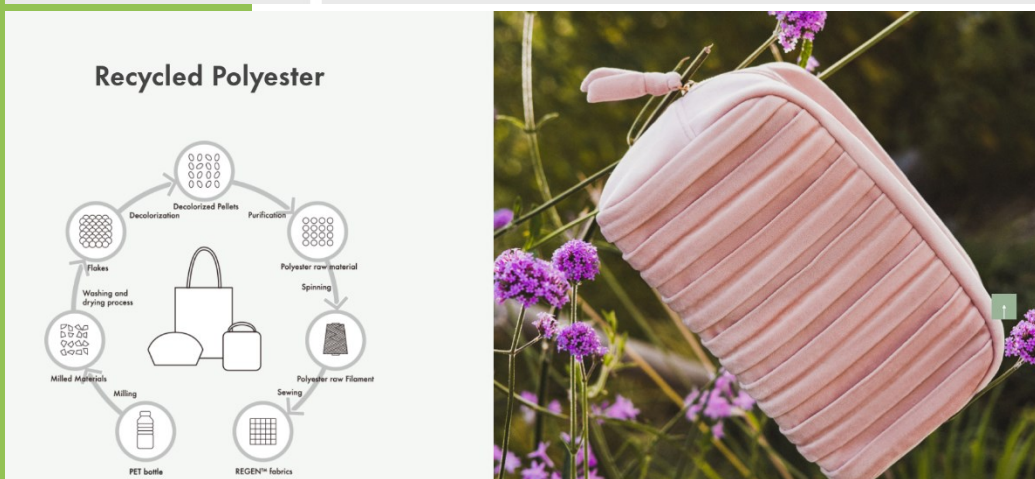 Recycled Polyester
Decolorized Pellets
Decolorization
Purification
Flakes
Polyester raw material
Washing and
drying process
Spinning
Milled Materials
Polyester raw Filament
Milling
Sewing
PET bottle
REGEN™ fabrics